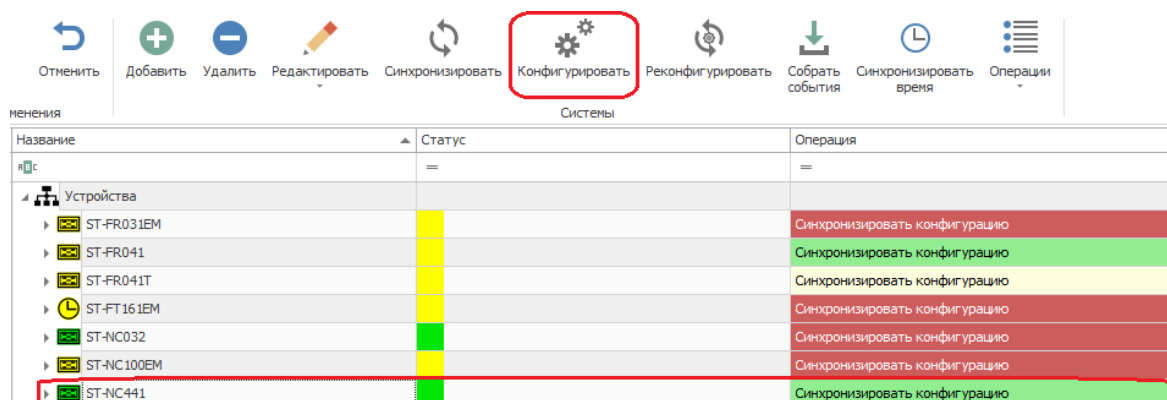 Отменить Добавить Удалить Редактировать Синхронизировать Конфигурировать Реконфигурировать Собрать события Синхронизировать время Операции
менения Системы
Название Статус Операция
= =
Устройства
ST-FR031EM Синхронизировать конфигурацию
ST-FR041 Синхронизировать конфигурацию
ST-FR041T Синхронизировать конфигурацию
ST-FT161EM Синхронизировать конфигурацию
ST-NC032 Синхронизировать конфигурацию
ST-NC100EM Синхронизировать конфигурацию
ST-NC441 Синхронизировать конфигурацию